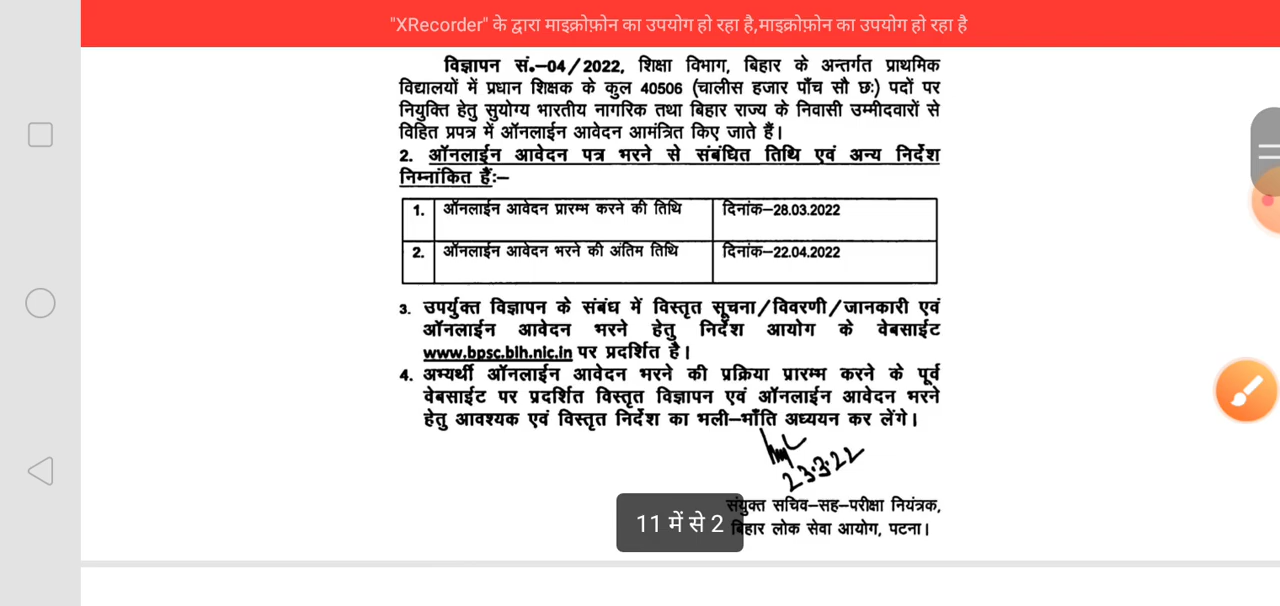 "XRecorder" के द्वारा माइक्रोफ़ोन का उपयोग हो रहा है,माइक्रोफ़ोन का उपयोग हो रहा है
विज्ञापन सं.–04/2022, शिक्षा विभाग, बिहार के अन्तर्गत प्राथमिक
विद्यालयों में प्रधान शिक्षक के कुल 40506 (चालीस हजार पाँच सौ छः) पदों पर
नियुक्ति हेतु सुयोग्य भारतीय नागरिक तथा बिहार राज्य के निवासी उम्मीदवारों से
विहित प्रपत्र में ऑनलाईन आवेदन आमंत्रित किए जाते हैं।
2. ऑनलाईन आवेदन पत्र भरने से संबंधित तिथि एवं अन्य निर्देश
निम्नांकित हैं:–
1. ऑनलाईन आवेदन प्रारम्भ करने की तिथि दिनांक–28.03.2022
2. ऑनलाईन आवेदन भरने की अंतिम तिथि दिनांक–22.04.2022
3. उपर्युक्त विज्ञापन के संबंध में विस्तृत सूचना/विवरणी/जानकारी एवं
ऑनलाईन आवेदन भरने हेतु निर्देश आयोग के वेबसाईट
www.bpsc.bih.nic.in पर प्रदर्शित है।
4. अभ्यर्थी ऑनलाईन आवेदन भरने की प्रक्रिया प्रारम्भ करने के पूर्व
वेबसाईट पर प्रदर्शित विस्तृत विज्ञापन एवं ऑनलाईन आवेदन भरने
हेतु आवश्यक एवं विस्तृत निर्देश का भली–भाँति अध्ययन कर लेंगे।
23.3.22
संयुक्त सचिव–सह–परीक्षा नियंत्रक,
11 में से 2
बिहार लोक सेवा आयोग, पटना।